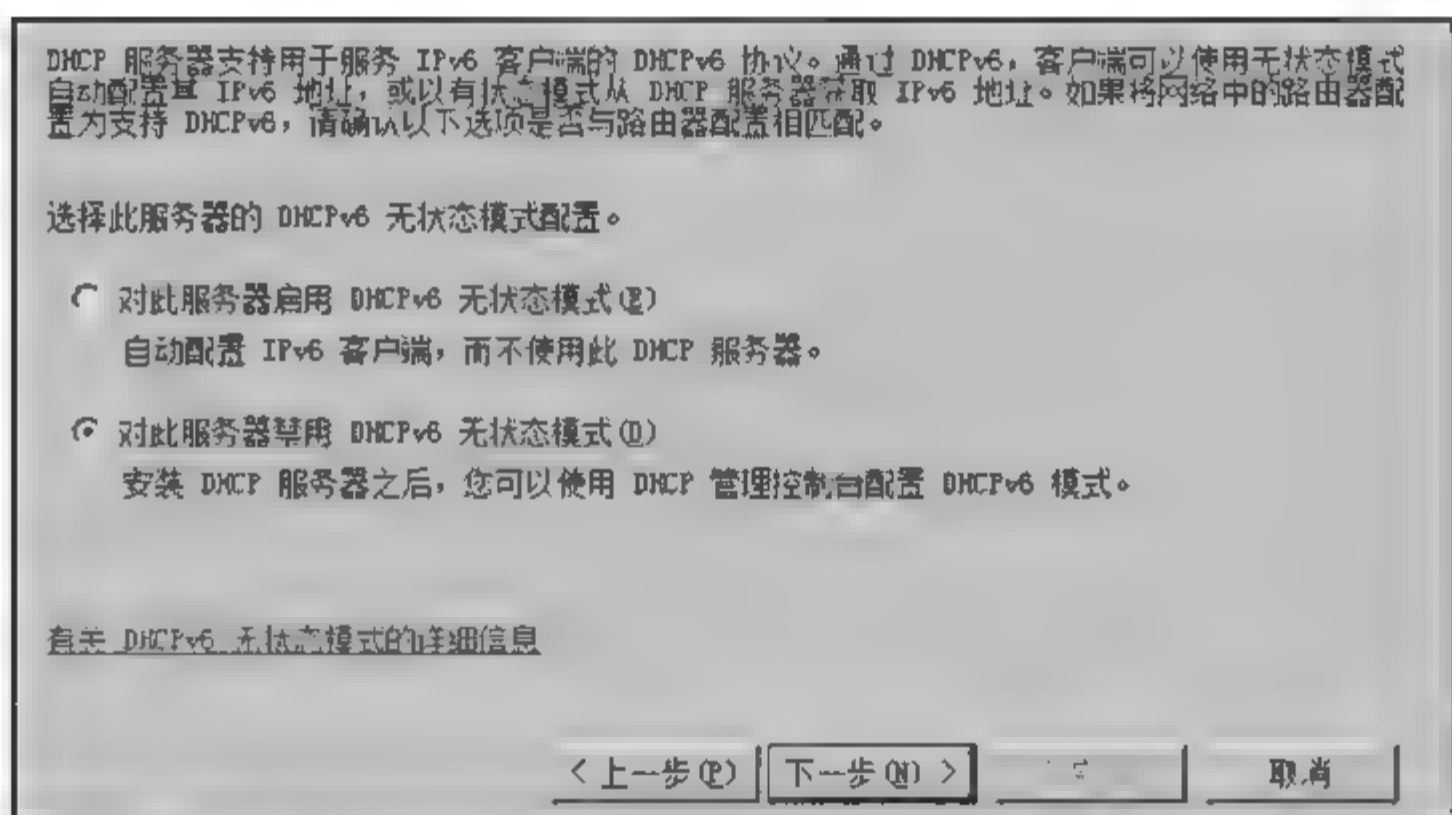 DHCP 服务器支持用于服务 IPv6 客户端的 DHCPv6 协议。通过 DHCPv6，客户端可以使用无状态模式
自动配置其 IPv6 地址，或以有状态模式从 DHCP 服务器获取 IPv6 地址。如果将网络中的路由器配
置为支持 DHCPv6，请确认以下选项是否与路由器配置相匹配。
选择此服务器的 DHCPv6 无状态模式配置。
对此服务器启用 DHCPv6 无状态模式(E)
自动配置 IPv6 客户端，而不使用此 DHCP 服务器。
对此服务器禁用 DHCPv6 无状态模式(D)
安装 DHCP 服务器之后，您可以使用 DHCP 管理控制台配置 DHCPv6 模式。
有关 DHCPv6 无状态模式的详细信息
< 上一步(P) 下一步(N) > 取消